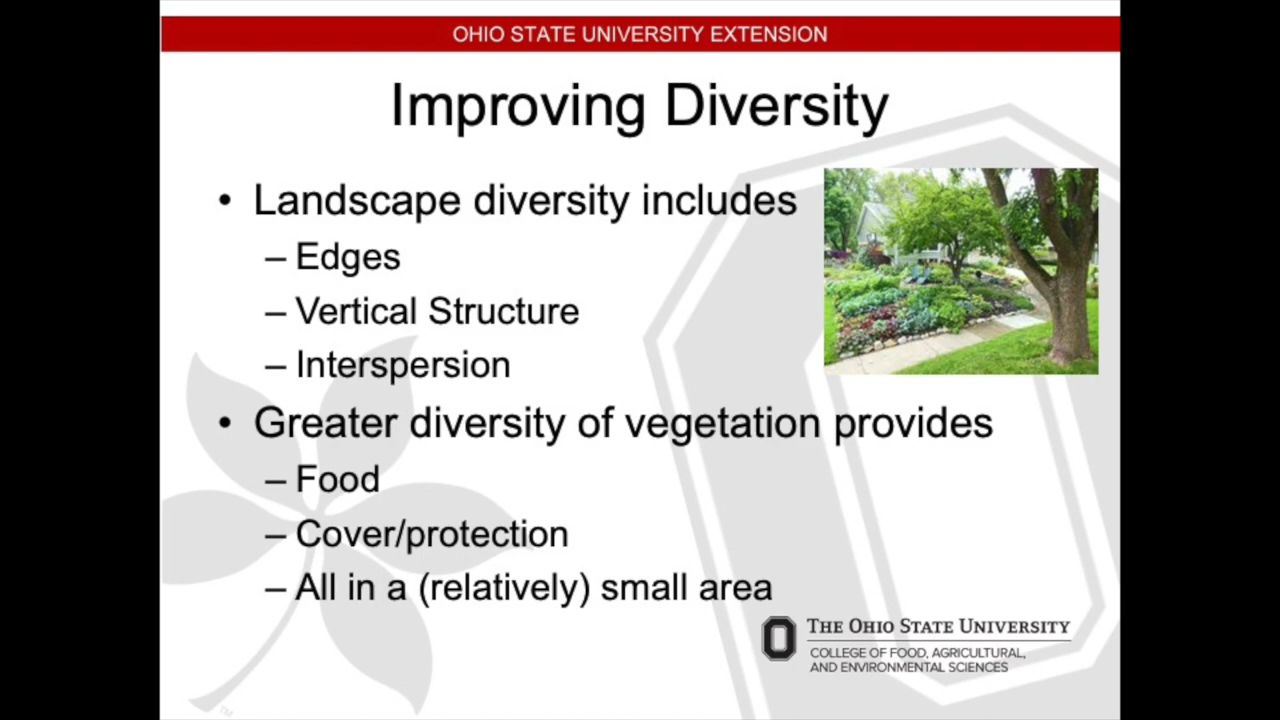 OHIO STATE UNIVERSITY EXTENSION
Improving Diversity
• Landscape diversity includes
– Edges
– Vertical Structure
– Interspersion
• Greater diversity of vegetation provides
– Food
– Cover/protection
– All in a (relatively) small area
THE OHIO STATE UNIVERSITY
COLLEGE OF FOOD, AGRICULTURAL,
AND ENVIRONMENTAL SCIENCES
TM